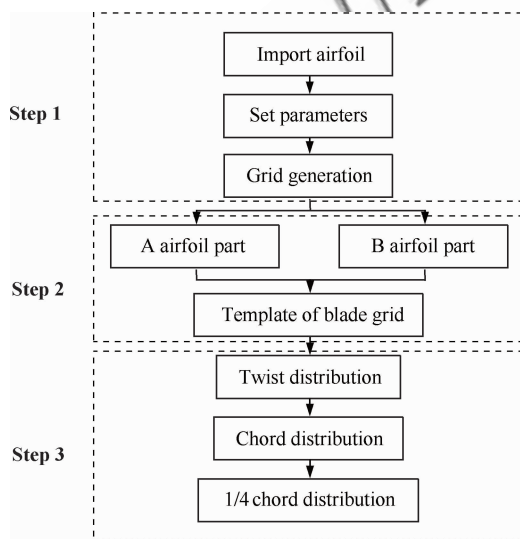 Step 1
Import airfoil
Set parameters
Grid generation
Step 2
A airfoil part
B airfoil part
Template of blade grid
Step 3
Twist distribution
Chord distribution
1/4 chord distribution